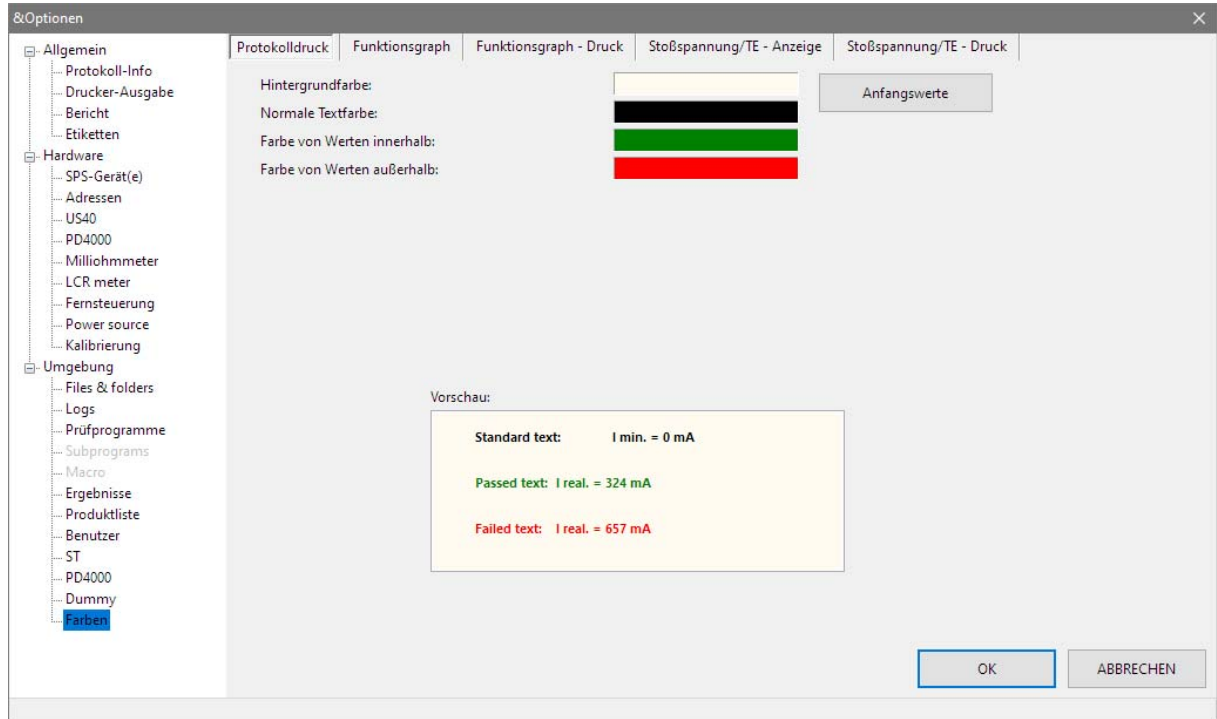 &Optionen
Allgemein
Protokoll-Info
Drucker-Ausgabe
Bericht
Etiketten
Hardware
SPS-Gerät(e)
Adressen
US40
PD4000
Milliohmmeter
LCR meter
Fernsteuerung
Power source
Kalibrierung
Umgebung
Files & folders
Logs
Prüfprogramme
Subprograms
Macro
Ergebnisse
Produktliste
Benutzer
ST
PD4000
Dummy
Farben
Protokolldruck Funktionsgraph Funktionsgraph - Druck Stoßspannung/TE - Anzeige Stoßspannung/TE - Druck
Hintergrundfarbe:
Anfangswerte
Normale Textfarbe:
Farbe von Werten innerhalb:
Farbe von Werten außerhalb:
Vorschau:
Standard text: I min. = 0 mA
Passed text: I real. = 324 mA
Failed text: I real. = 657 mA
OK ABBRECHEN